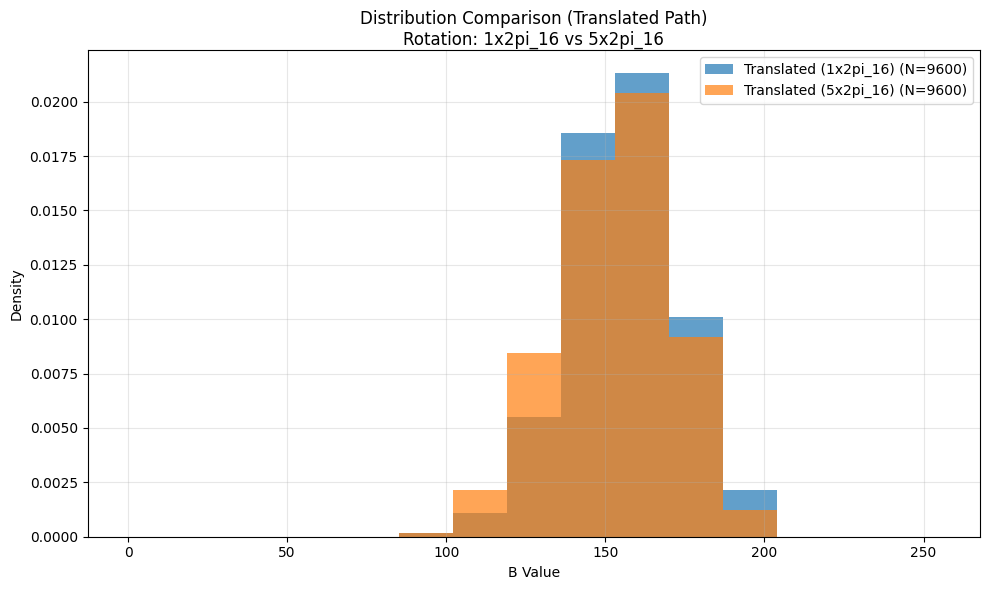 Distribution Comparison (Translated Path)
Rotation: 1x2pi_16 vs 5x2pi_16
Translated (1x2pi_16) (N=9600)
Translated (5x2pi_16) (N=9600)
0.0200
0.0175
0.0150
0.0125
0.0100
0.0075
0.0050
0.0025
0.0000
Density
0 50 100 150 200 250
B Value